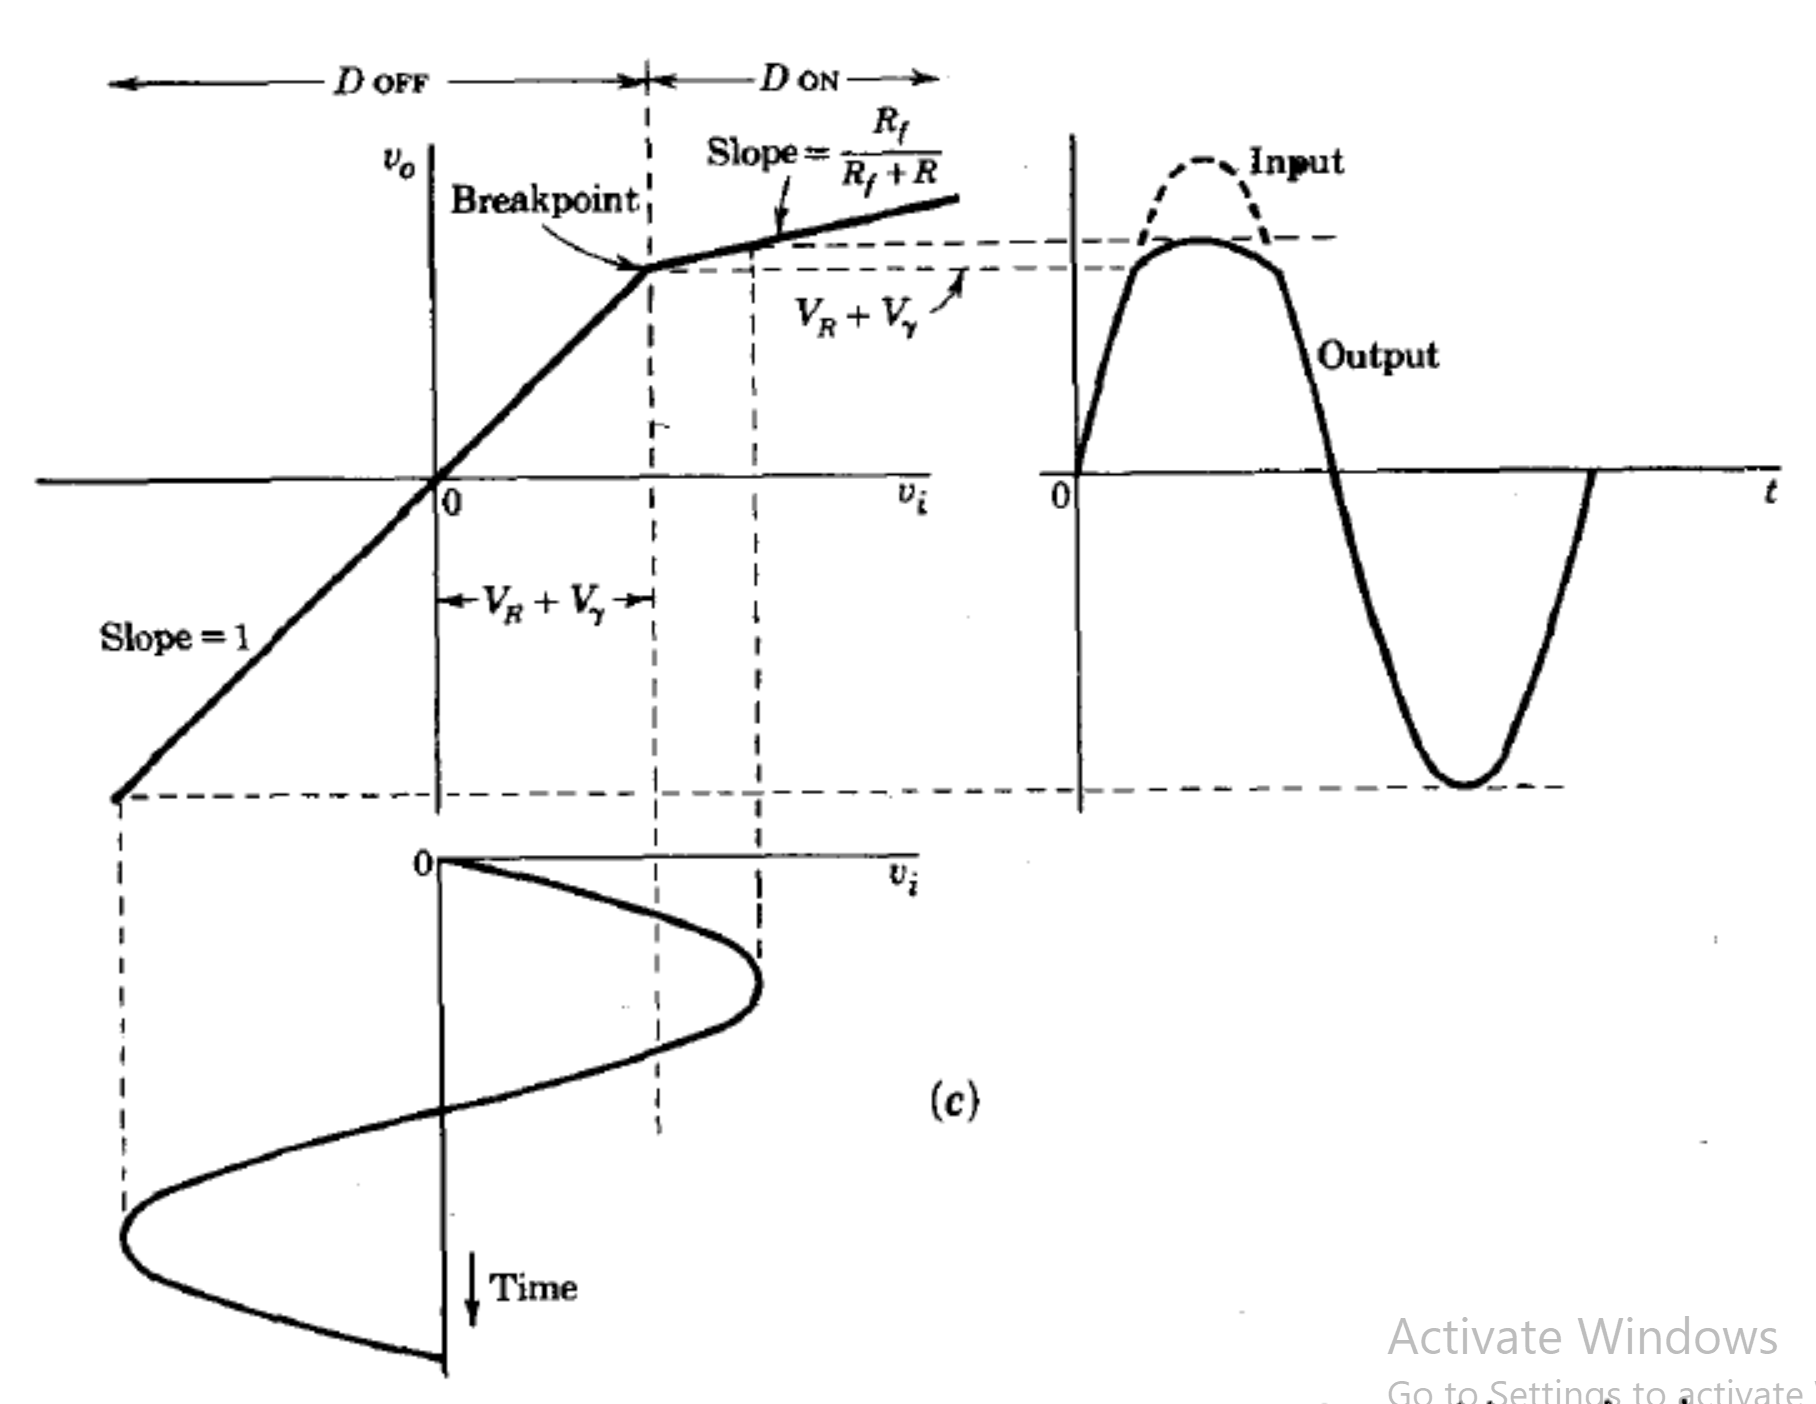 D OFF
D ON
v_o
Slope = R_f / (R_f + R)
Breakpoint
Input
V_R + V_γ
Output
0
v_i
0
t
V_R + V_γ
Slope = 1
0
v_i
(c)
Time
Activate Windows
Go to Settings to activate